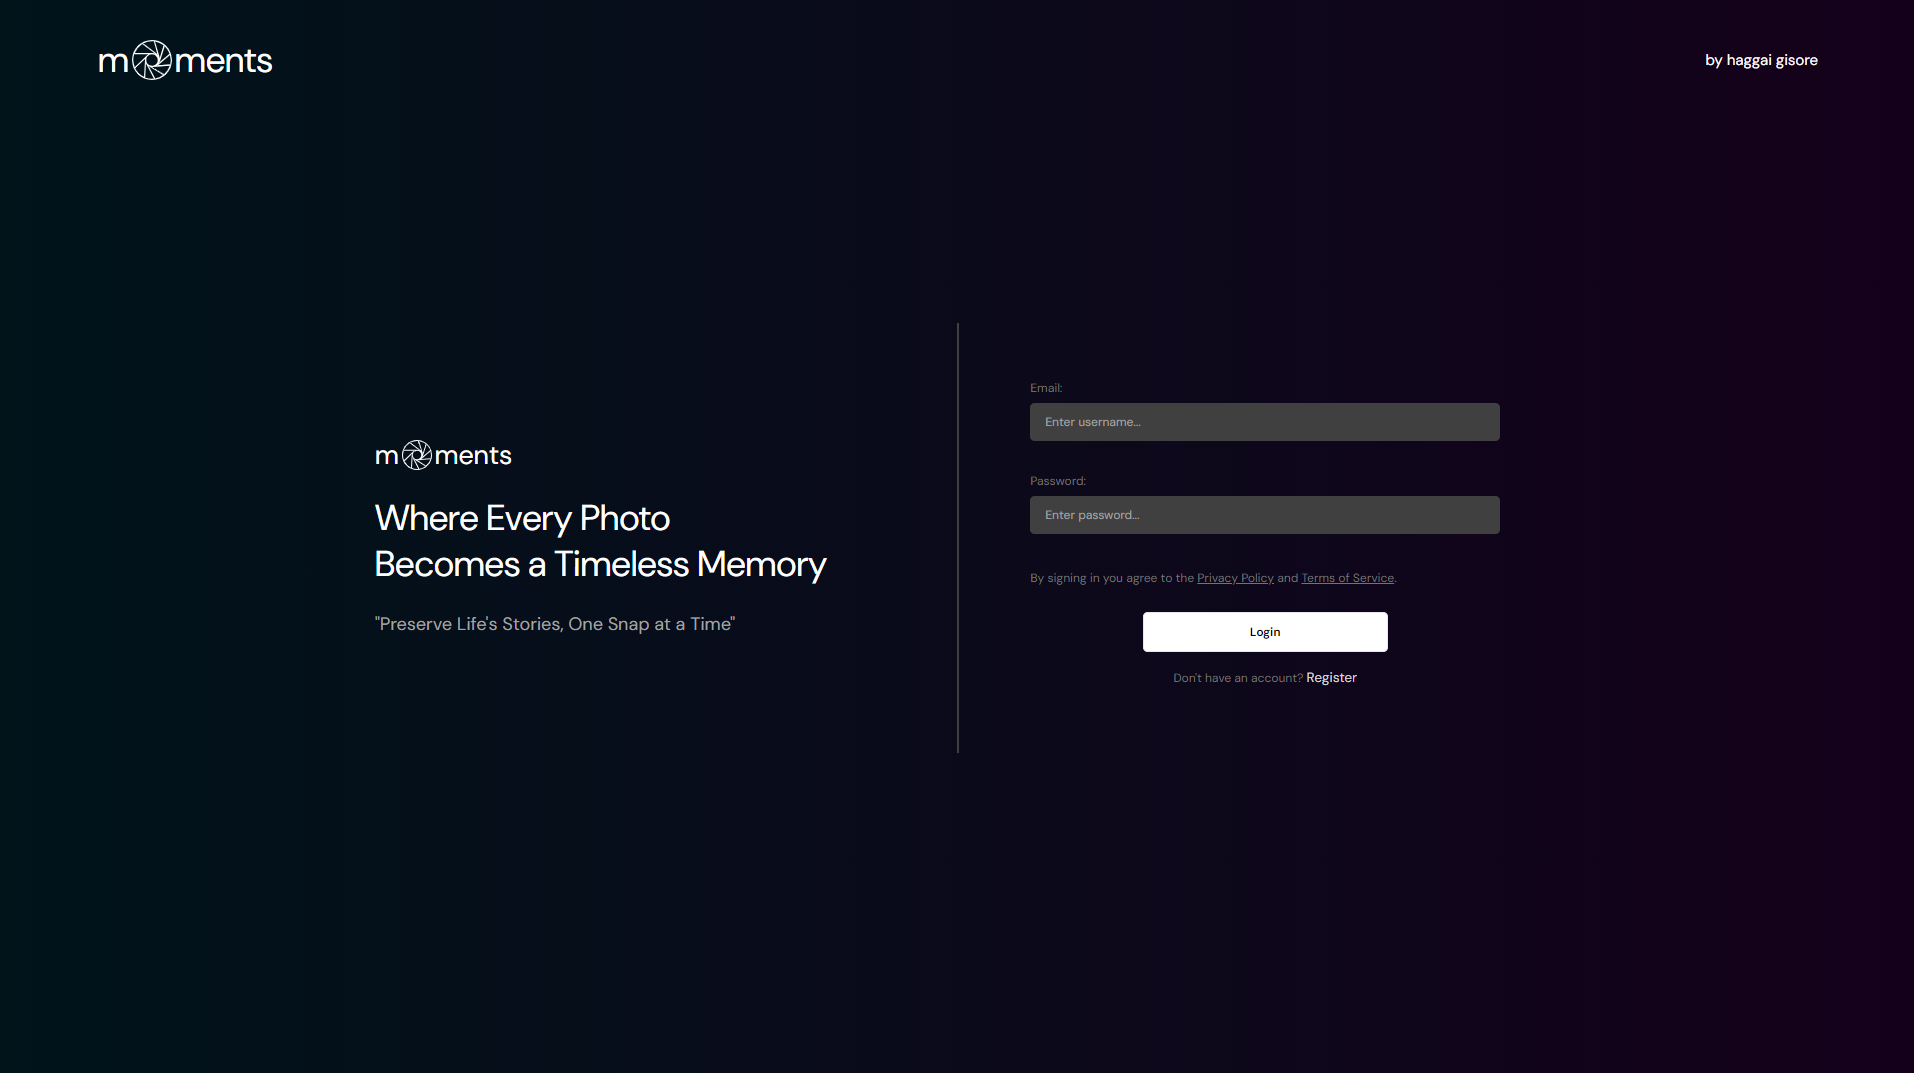 moments
by haggai gisore
moments
Where Every Photo
Becomes a Timeless Memory
"Preserve Life's Stories, One Snap at a Time"
Email:
Enter username...
Password:
Enter password...
By signing in you agree to the Privacy Policy and Terms of Service.
Login
Don't have an account? Register